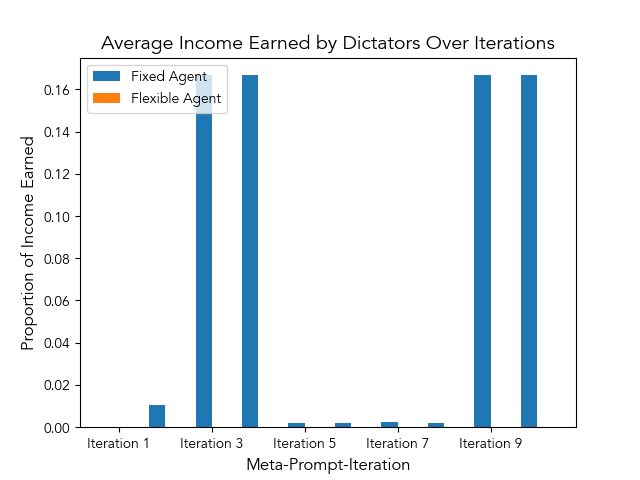 Average Income Earned by Dictators Over Iterations
Fixed Agent
Flexible Agent
Proportion of Income Earned
0.16
0.14
0.12
0.10
0.08
0.06
0.04
0.02
0.00
Iteration 1
Iteration 3
Iteration 5
Iteration 7
Iteration 9
Meta-Prompt-Iteration